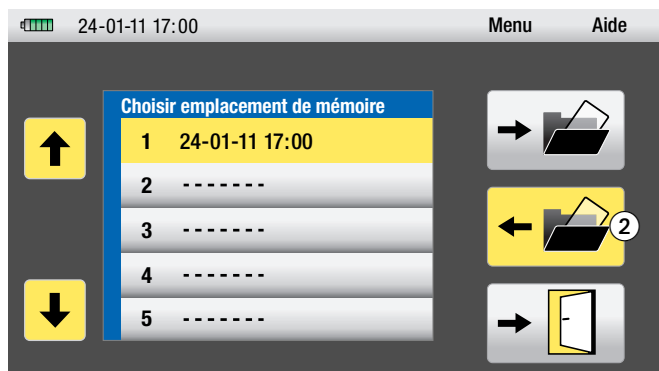 24-01-11 17:00 Menu Aide
Choisir emplacement de mémoire
1 24-01-11 17:00
2 -------
3 -------
4 -------
5 -------
2